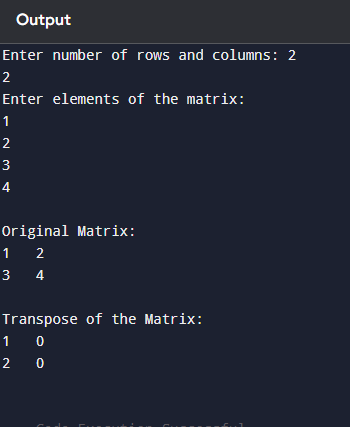 Output
Enter number of rows and columns: 2
2
Enter elements of the matrix:
1
2
3
4
Original Matrix:
1 2
3 4
Transpose of the Matrix:
1 0
2 0